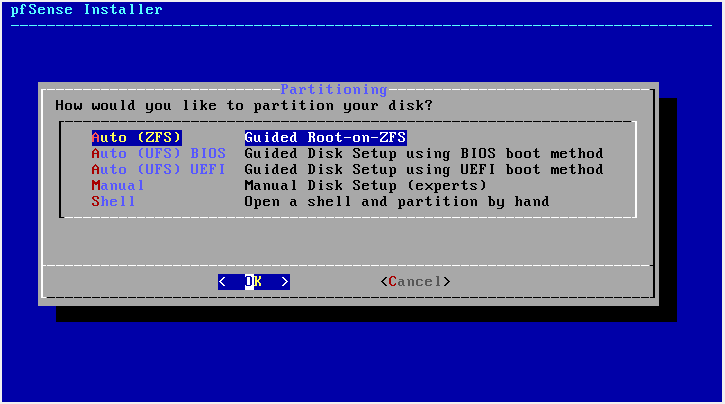 pfSense Installer
Partitioning
How would you like to partition your disk?
Auto (ZFS) Guided Root-on-ZFS
Auto (UFS) BIOS Guided Disk Setup using BIOS boot method
Auto (UFS) UEFI Guided Disk Setup using UEFI boot method
Manual Manual Disk Setup (experts)
Shell Open a shell and partition by hand
< OK > <Cancel>